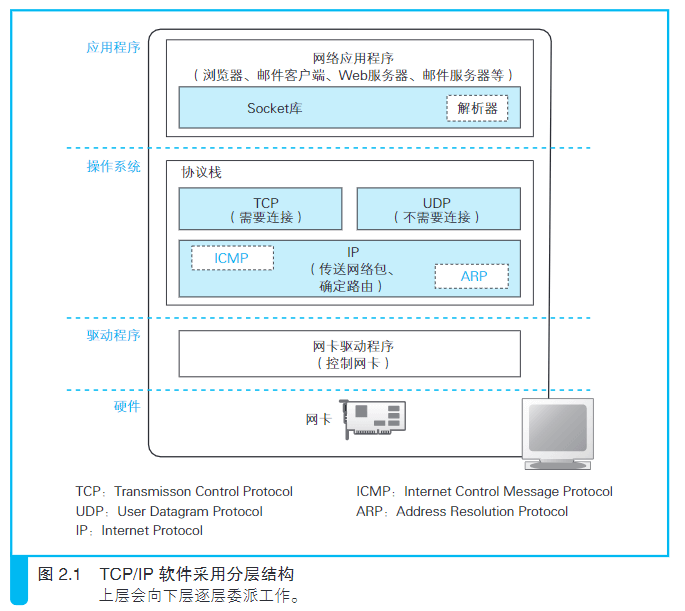 应用程序
网络应用程序
（浏览器、邮件客户端、Web服务器、邮件服务器等）
Socket库
解析器
操作系统
协议栈
TCP
（需要连接）
UDP
（不需要连接）
ICMP
IP
（传送网络包、
确定路由）
ARP
驱动程序
网卡驱动程序
（控制网卡）
硬件
网卡
TCP：Transmisson Control Protocol
UDP：User Datagram Protocol
IP：Internet Protocol
ICMP：Internet Control Message Protocol
ARP：Address Resolution Protocol
图 2.1 TCP/IP 软件采用分层结构
上层会向下层逐层委派工作。